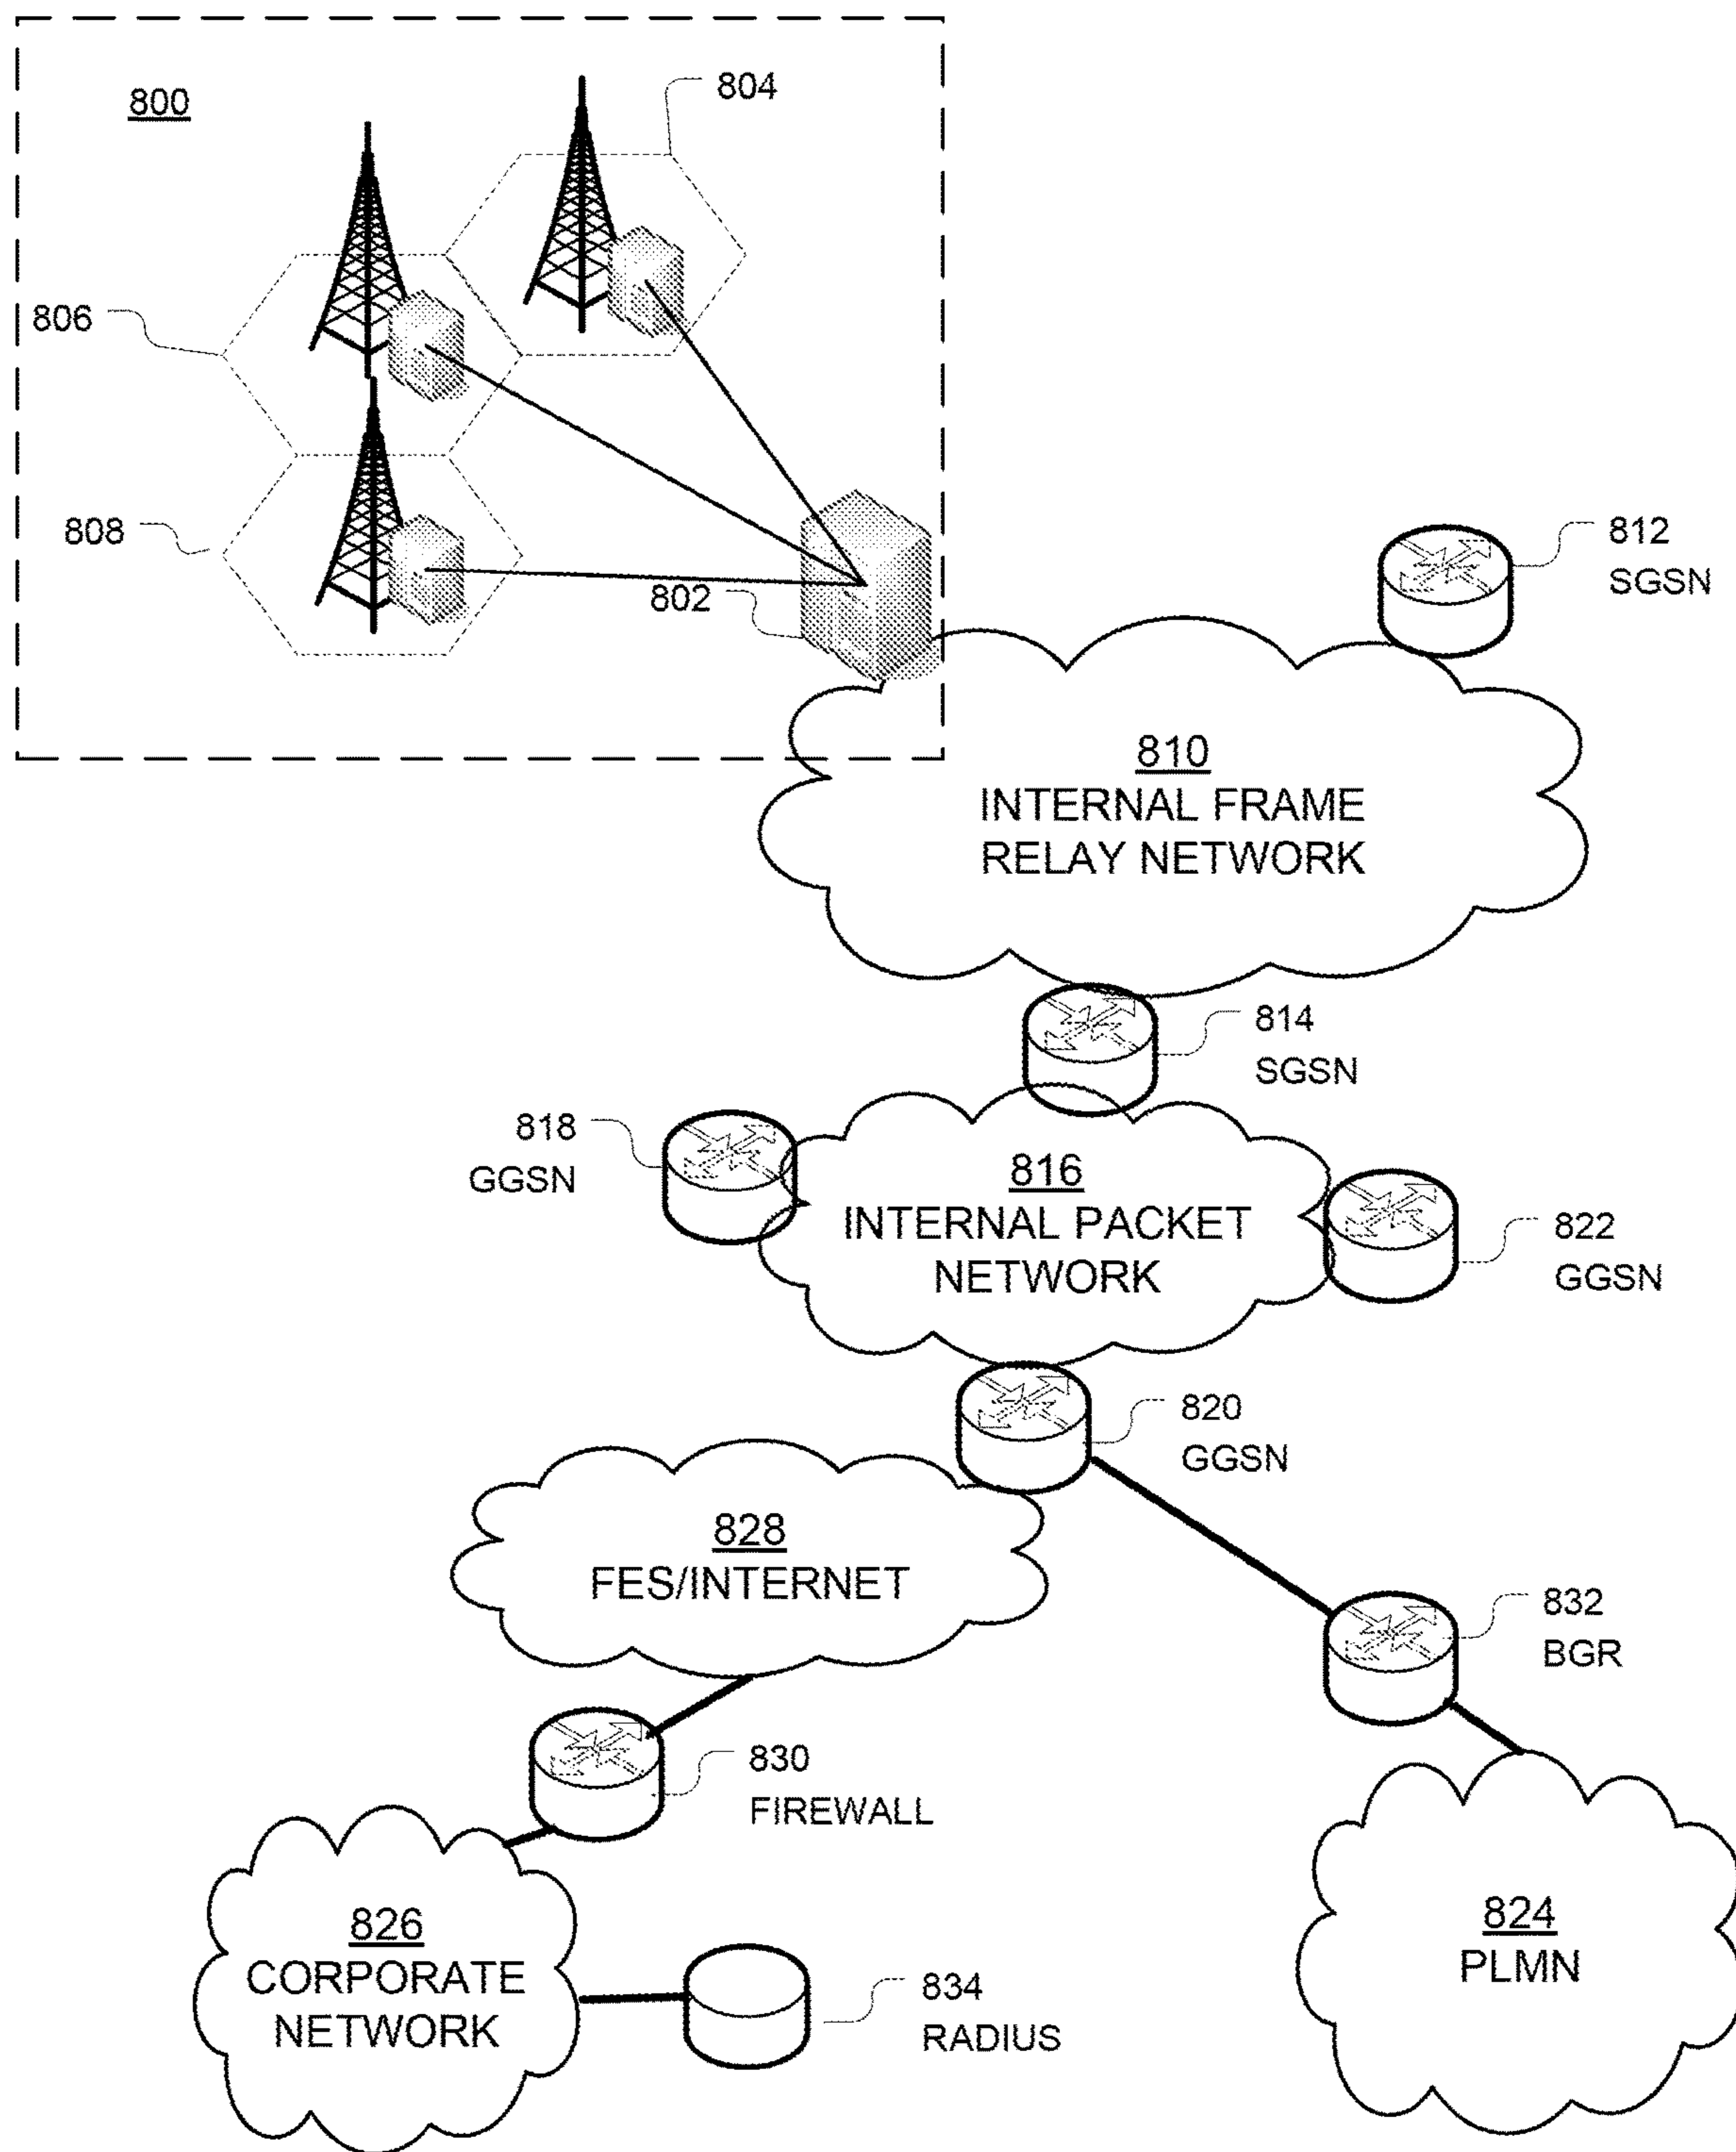 800
804
806
808
802
812
SGSN
810
INTERNAL FRAME
RELAY NETWORK
814
SGSN
818
GGSN
816
INTERNAL PACKET
NETWORK
822
GGSN
820
GGSN
828
FES/INTERNET
832
BGR
830
FIREWALL
826
CORPORATE
NETWORK
824
PLMN
834
RADIUS